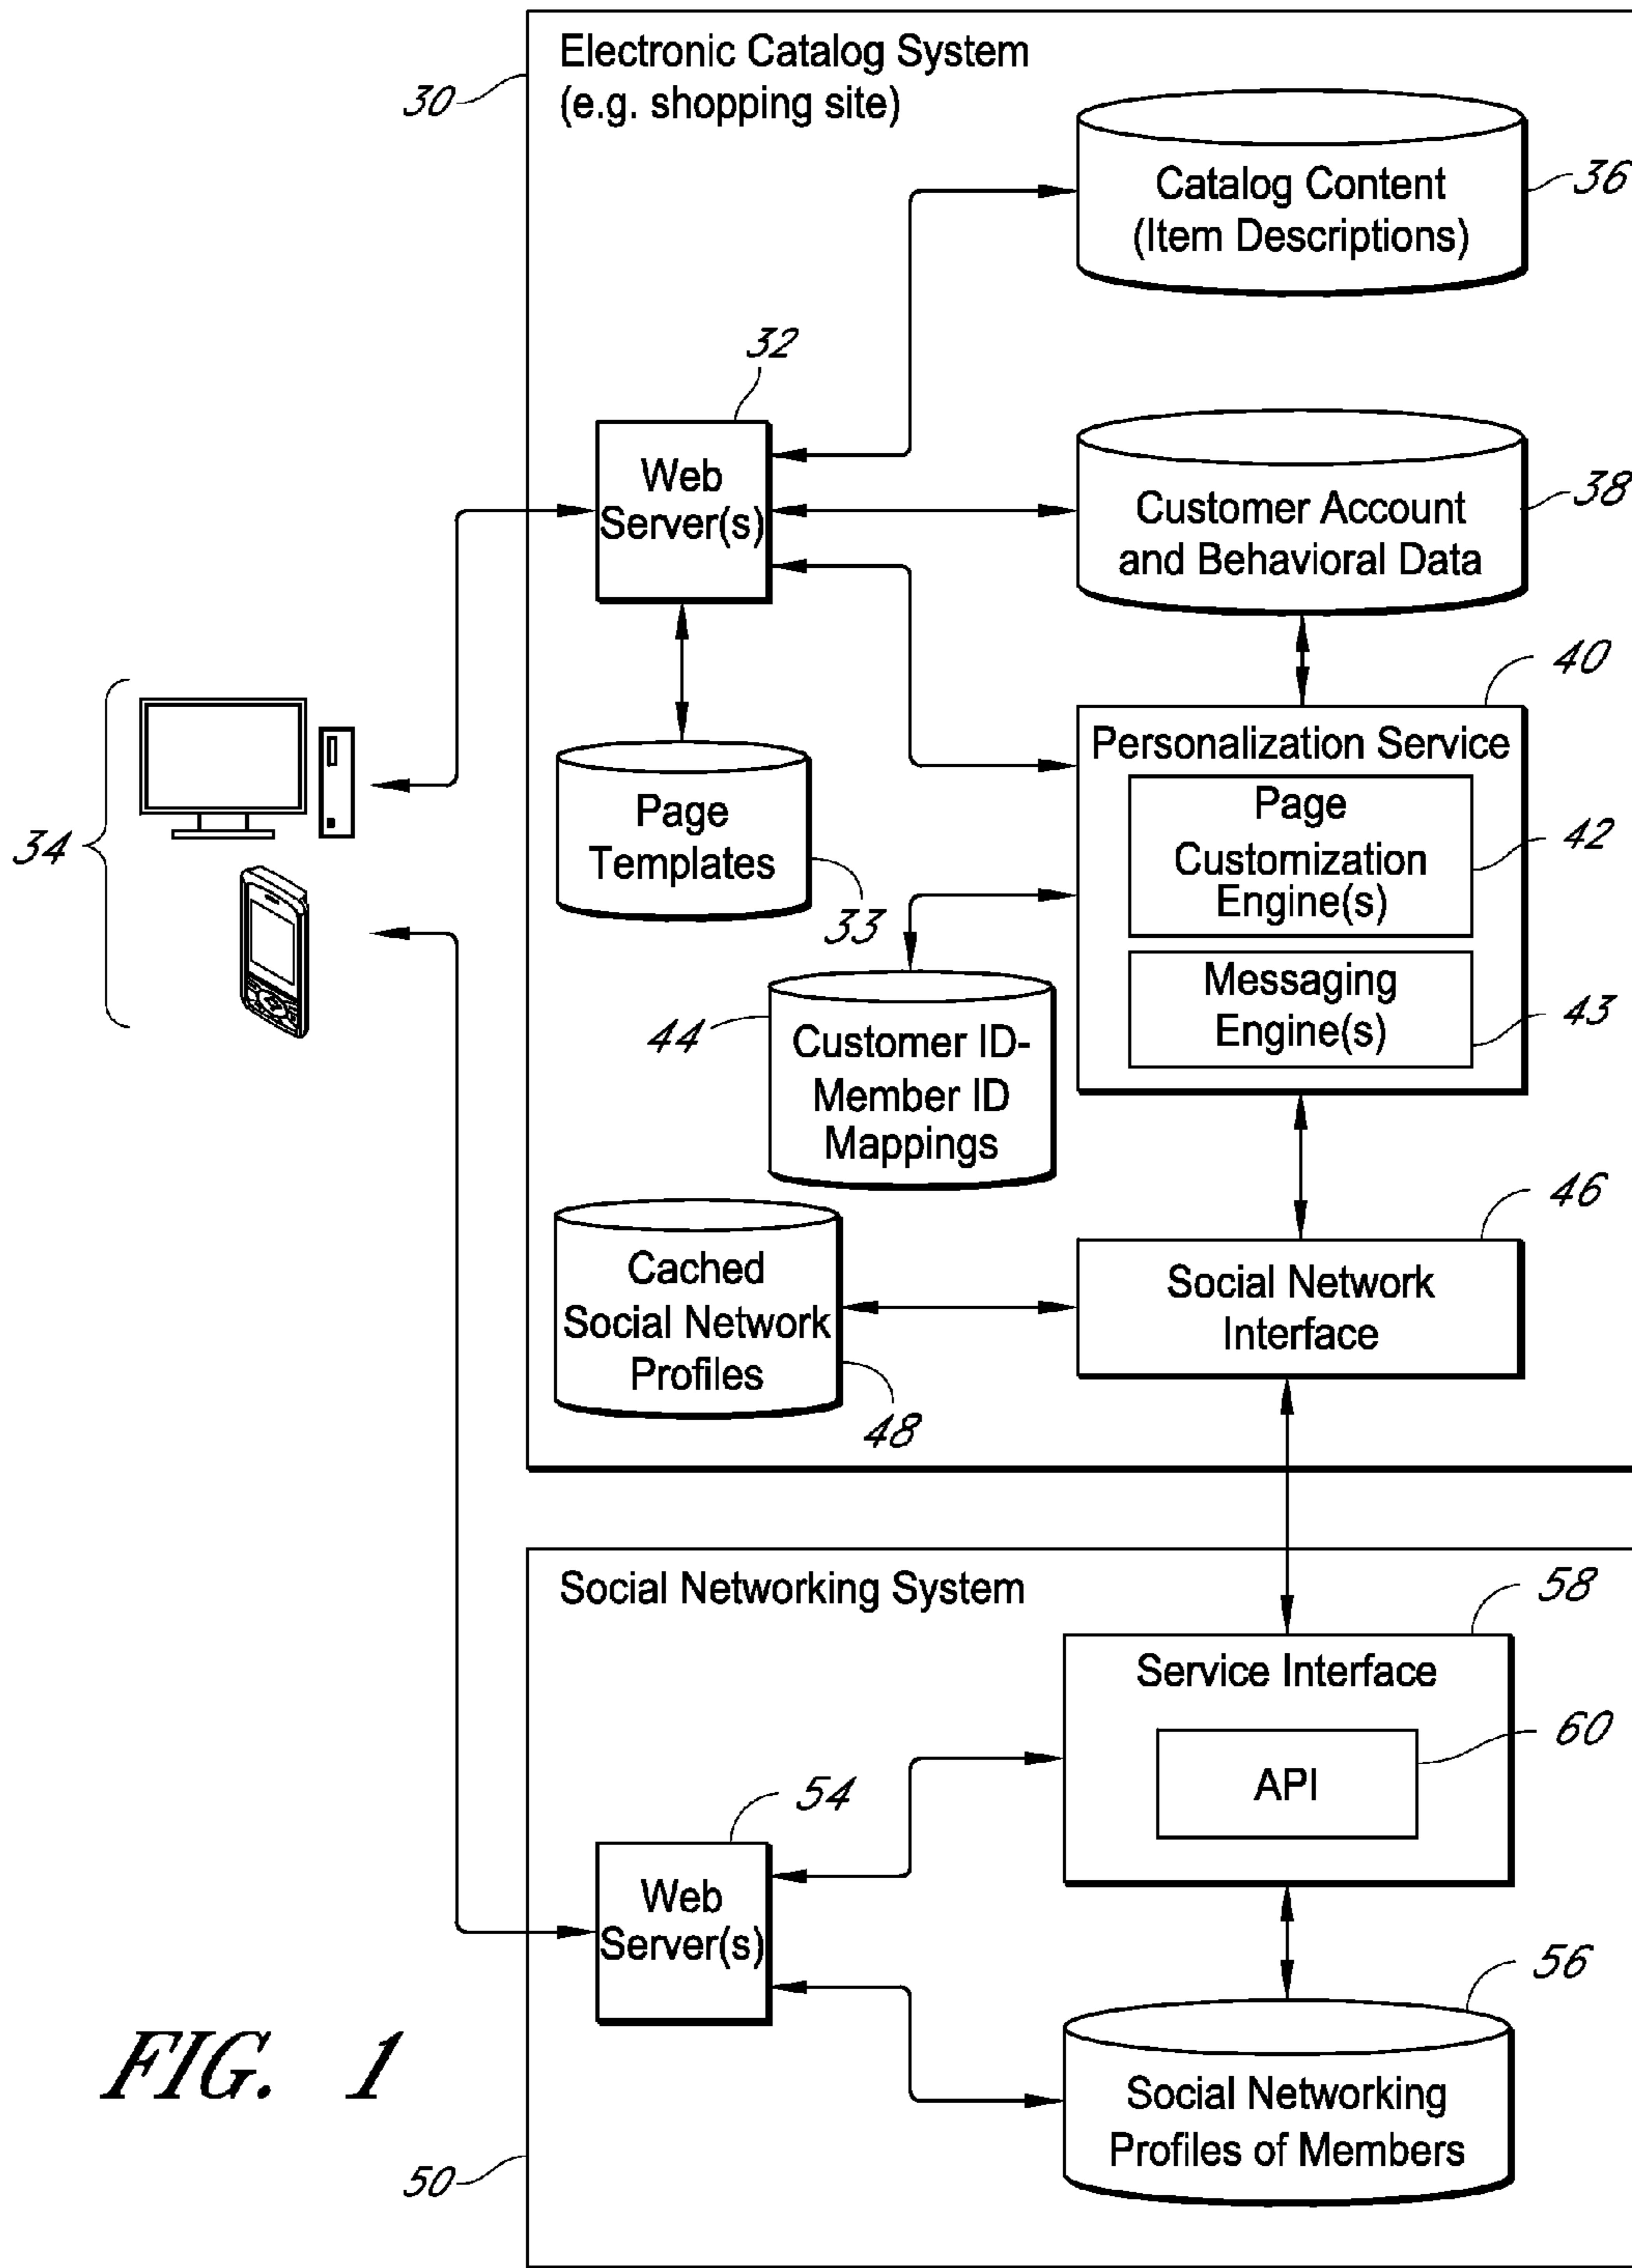 Electronic Catalog System
(e.g. shopping site)
30
Catalog Content
(Item Descriptions)
36
32
Web
Server(s)
Customer Account
and Behavioral Data
38
40
Personalization Service
Page
Customization
Engine(s)
42
Messaging
Engine(s)
43
34
Page
Templates
33
44
Customer ID-
Member ID
Mappings
46
Social Network
Interface
Cached
Social Network
Profiles
48
Social Networking System
58
Service Interface
60
API
54
Web
Server(s)
56
Social Networking
Profiles of Members
50
FIG. 1